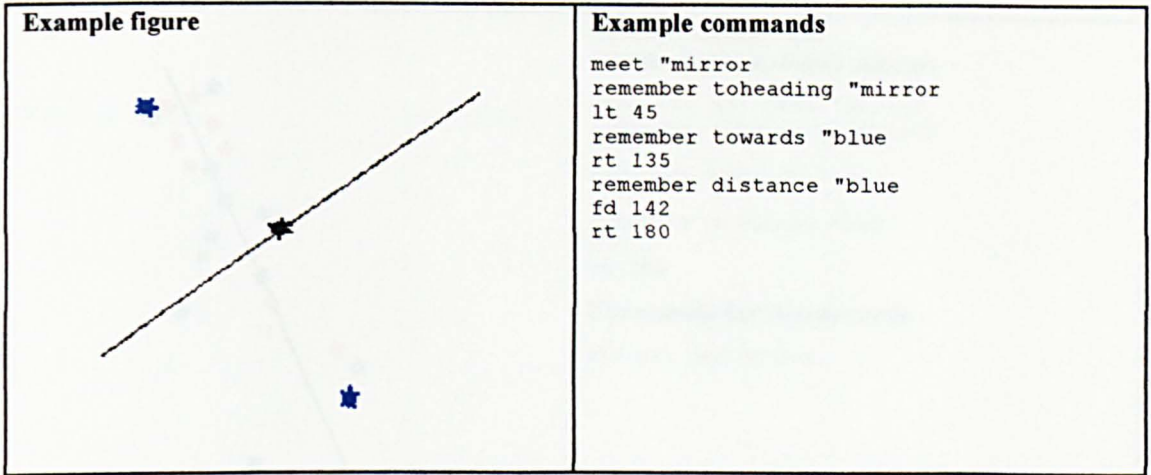 Example figure
Example commands
meet "mirror
remember toheading "mirror
lt 45
remember towards "blue
rt 135
remember distance "blue
fd 142
rt 180